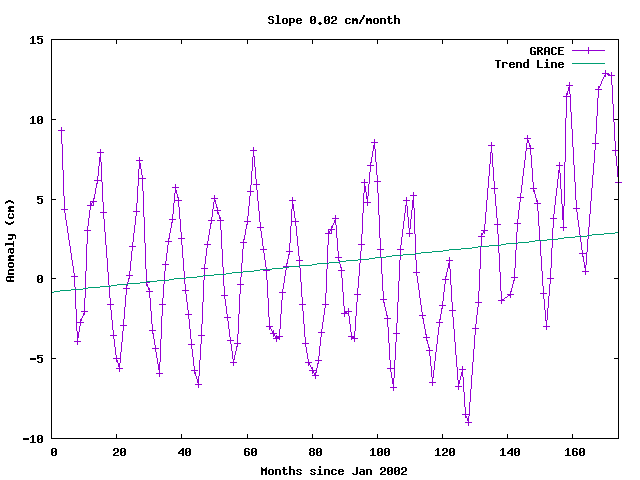 Slope 0.02 cm/month
15
GRACE
Trend Line
10
5
0
-5
-10
Anomaly (cm)
0 20 40 60 80 100 120 140 160
Months since Jan 2002